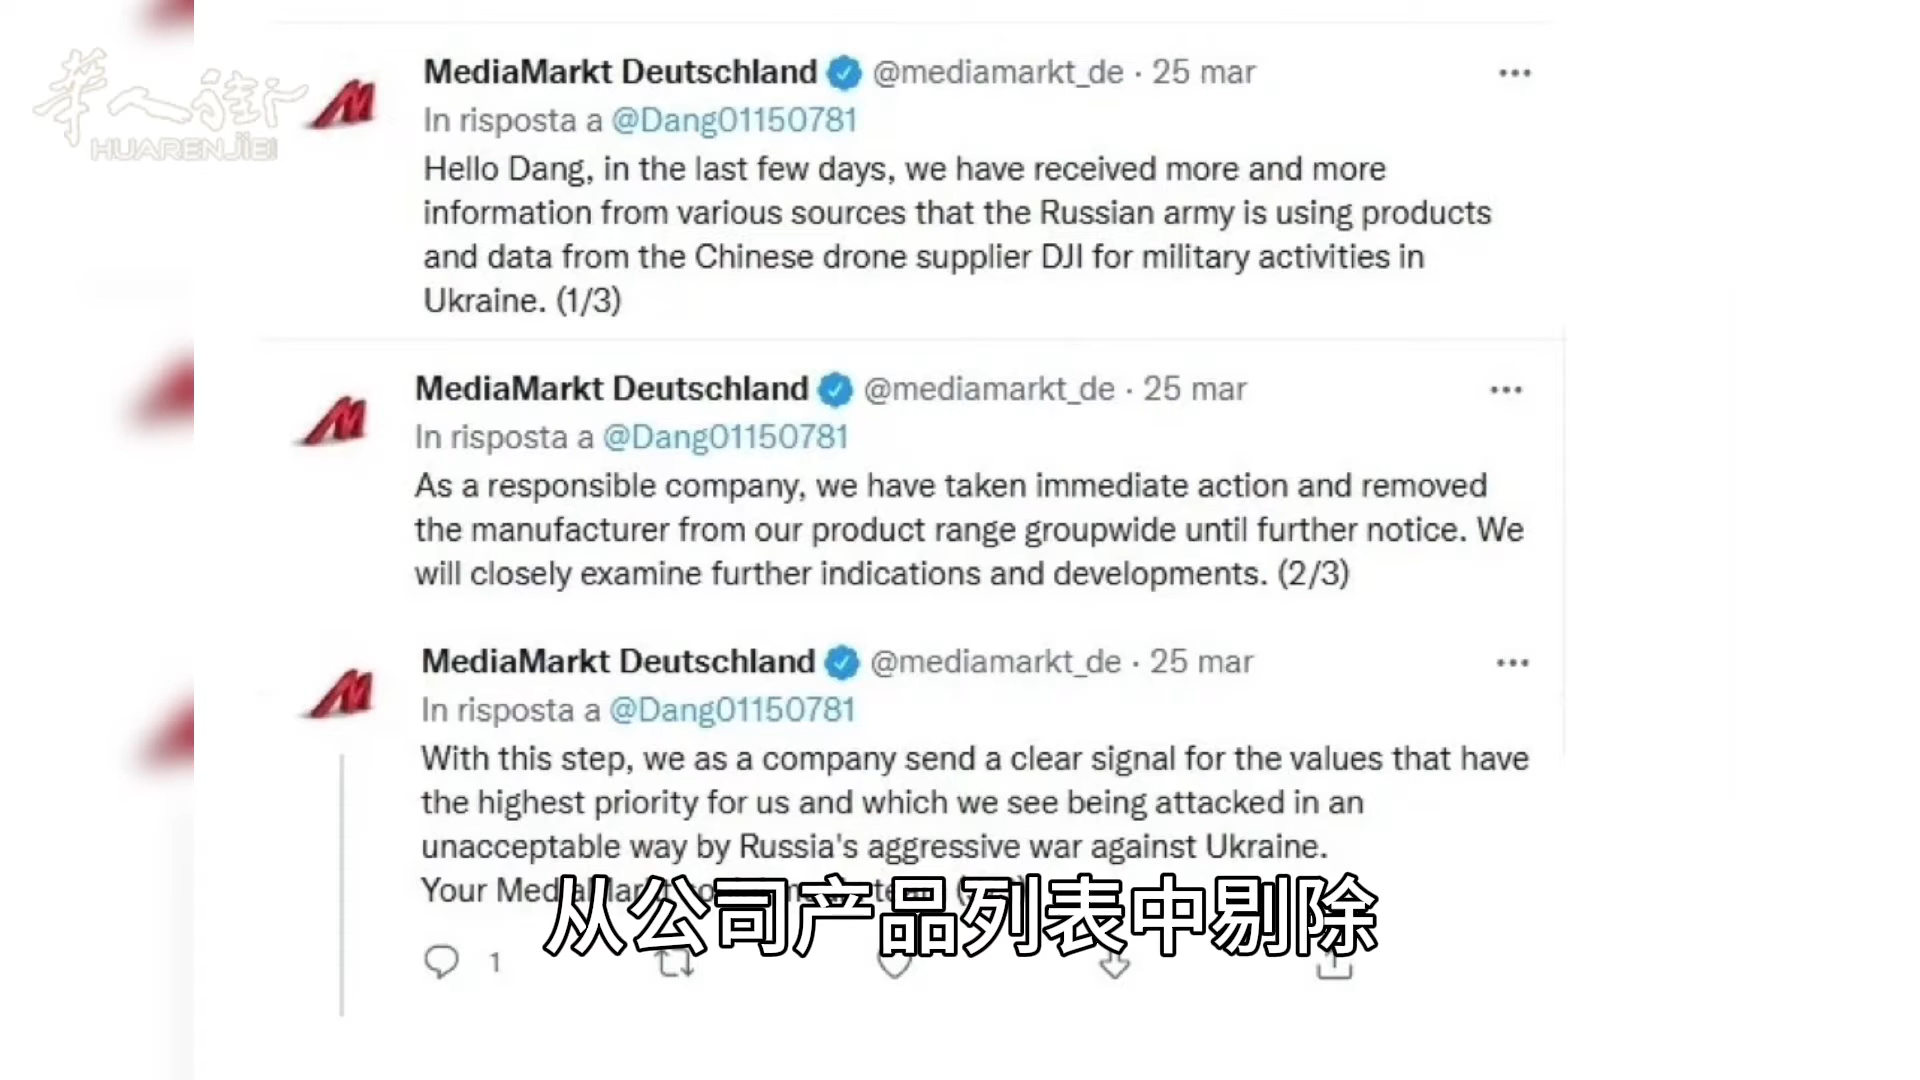 華人街
HUARENJIEI
MediaMarkt Deutschland @mediamarkt_de · 25 mar
In risposta a @Dang01150781
Hello Dang, in the last few days, we have received more and more
information from various sources that the Russian army is using products
and data from the Chinese drone supplier DJI for military activities in
Ukraine. (1/3)
MediaMarkt Deutschland @mediamarkt_de · 25 mar
In risposta a @Dang01150781
As a responsible company, we have taken immediate action and removed
the manufacturer from our product range groupwide until further notice. We
will closely examine further indications and developments. (2/3)
MediaMarkt Deutschland @mediamarkt_de · 25 mar
In risposta a @Dang01150781
With this step, we as a company send a clear signal for the values that have
the highest priority for us and which we see being attacked in an
unacceptable way by Russia's aggressive war against Ukraine.
Your MediaMarkt
从公司产品列表中剔除
1